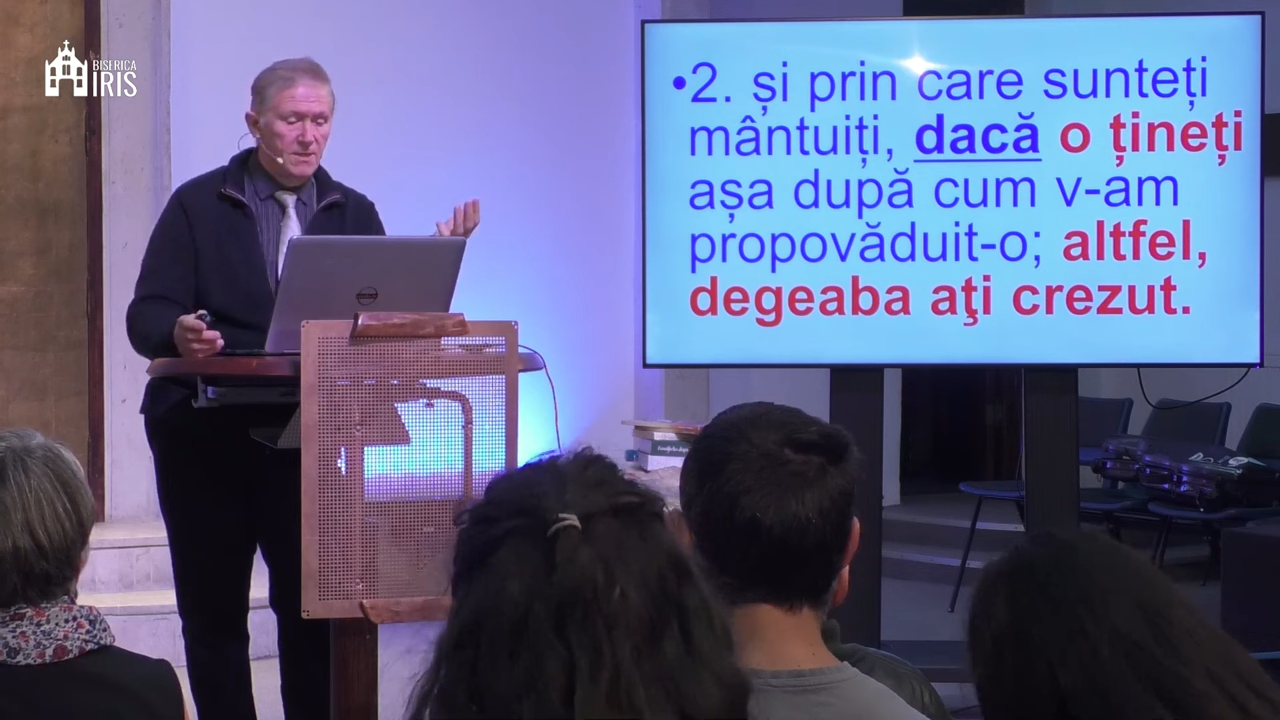 BISERICA
IRIS
•2. și prin care sunteți
mântuiți, dacă o țineți
așa după cum v-am
propovăduit-o; altfel,
degeaba aţi crezut.